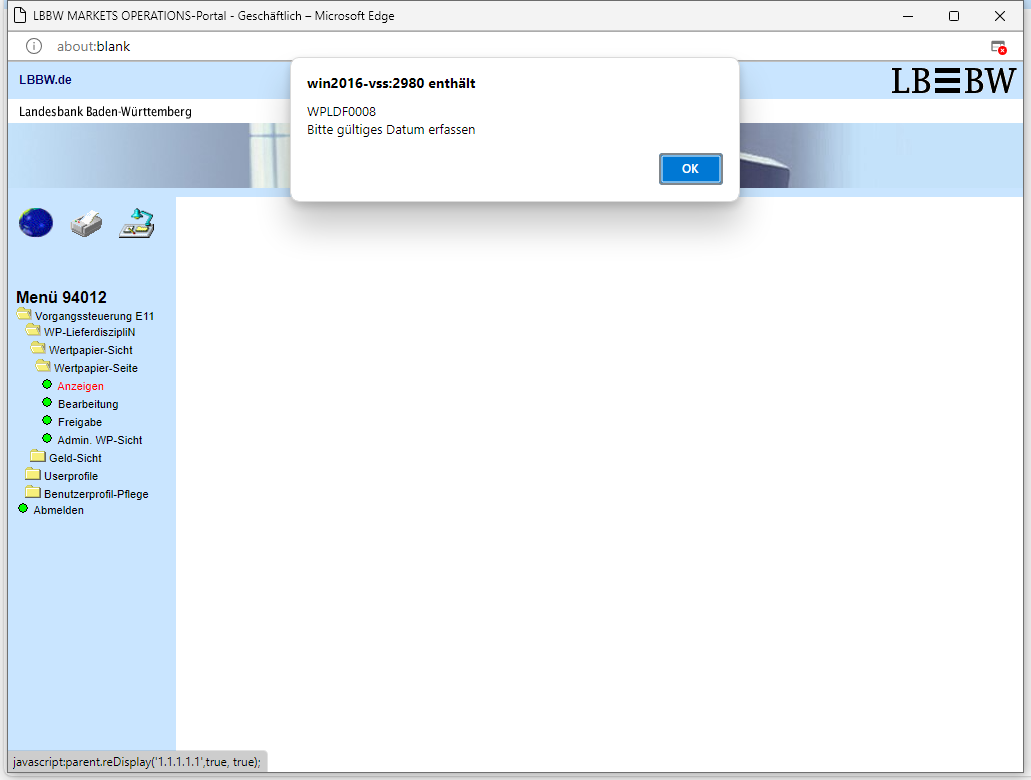 LBBW MARKETS OPERATIONS-Portal - Geschäftlich – Microsoft Edge
about:blank
LBBW.de
LBBW
Landesbank Baden-Württemberg
win2016-vss:2980 enthält
WPLDF0008
Bitte gültiges Datum erfassen
OK
Menü 94012
Vorgangssteuerung E11
WP-LieferdiszipliN
Wertpapier-Sicht
Wertpapier-Seite
Anzeigen
Bearbeitung
Freigabe
Admin. WP-Sicht
Geld-Sicht
Userprofile
Benutzerprofil-Pflege
Abmelden
javascript:parent.reDisplay('1.1.1.1.1',true, true);